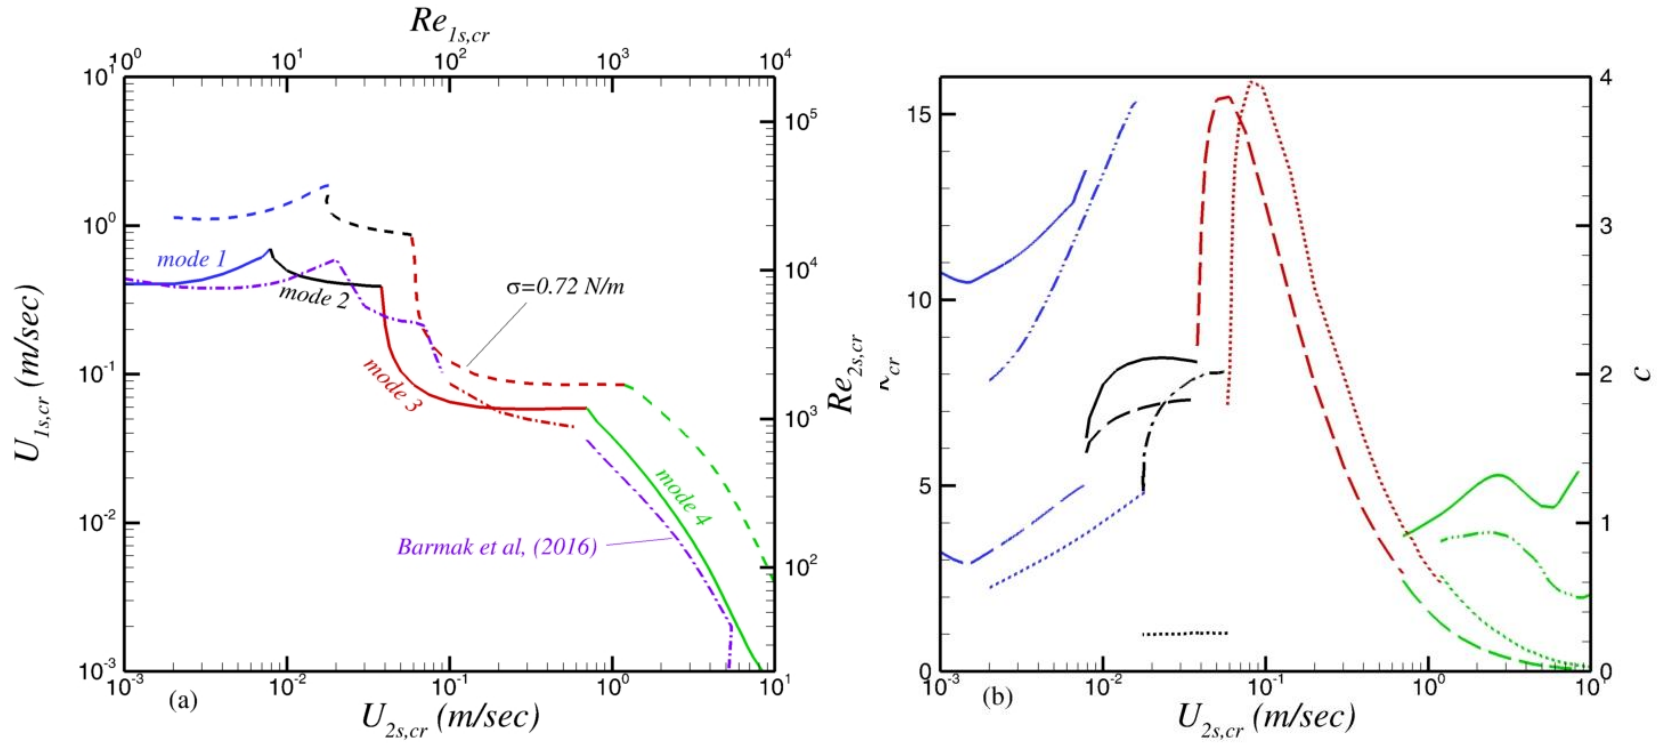 Re1s,cr
10^0 10^1 10^2 10^3 10^4
10^1
10^0
10^-1
10^-2
10^-3
U1s,cr (m/sec)
10^5
10^4
10^3
10^2
Re2s,cr
mode 1
mode 2
σ=0.72 N/m
mode 3
mode 4
Barmak et al, (2016)
10^-3 10^-2 10^-1 10^0 10^1
(a)
U2s,cr (m/sec)
15
10
5
0
cr
4
3
2
1
0
c
10^-3 10^-2 10^-1 10^0
(b)
U2s,cr (m/sec)